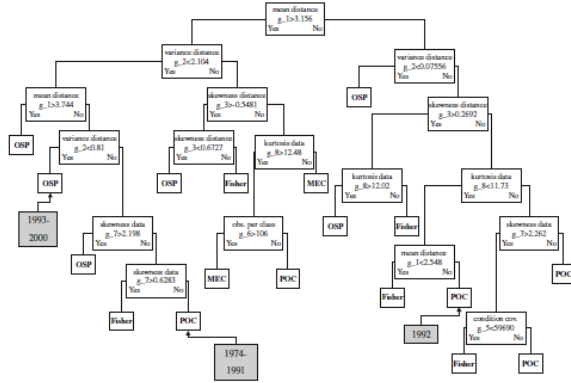 mean distance
g_1>3.156
Yes No
variance distance
g_2<2.104
Yes No
variance distance
g_2<0.07556
Yes No
mean distance
g_1>3.744
Yes No
skewness distance
g_3>-0.5481
Yes No
OSP
skewness distance
g_3>0.2692
Yes No
OSP
variance distance
g_2<0.81
Yes No
skewness distance
g_3<0.6727
Yes No
kurtosis data
g_8>12.48
Yes No
kurtosis data
g_8>12.02
Yes No
kurtosis data
g_8<11.73
Yes No
OSP
OSP
Fisher
MEC
OSP
Fisher
1993-
2000
skewness data
g_7>2.198
Yes No
obs. per class
g_6>106
Yes No
mean distance
g_1<2.548
Yes No
skewness data
g_7>2.262
Yes No
OSP
skewness data
g_7>0.6283
Yes No
MEC
POC
Fisher
POC
POC
Fisher
POC
1992
condition cov.
g_5<59690
Yes No
1974-
1991
Fisher
POC